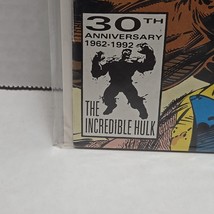 30TH
ANNIVERSARY
1962-1992
THE
INCREDIBLE HULK